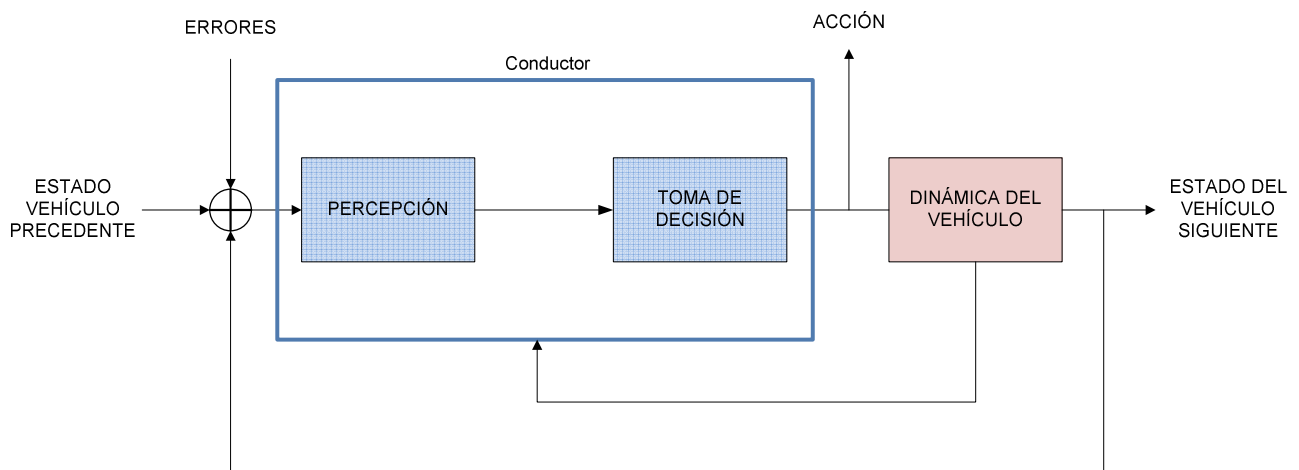 ERRORES
ACCIÓN
Conductor
ESTADO
VEHÍCULO
PRECEDENTE
PERCEPCIÓN
TOMA DE
DECISIÓN
DINÁMICA DEL
VEHÍCULO
ESTADO DEL
VEHÍCULO
SIGUIENTE